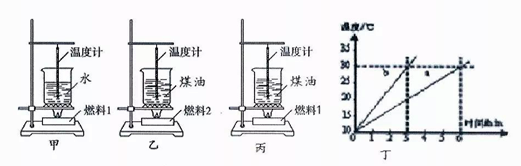 温度计
水
燃料1
甲
温度计
煤油
燃料2
乙
温度计
煤油
燃料1
丙
温度/℃
35
30
25
20
15
10
0
1
2
3
4
5
6
b
a
时间/min
丁